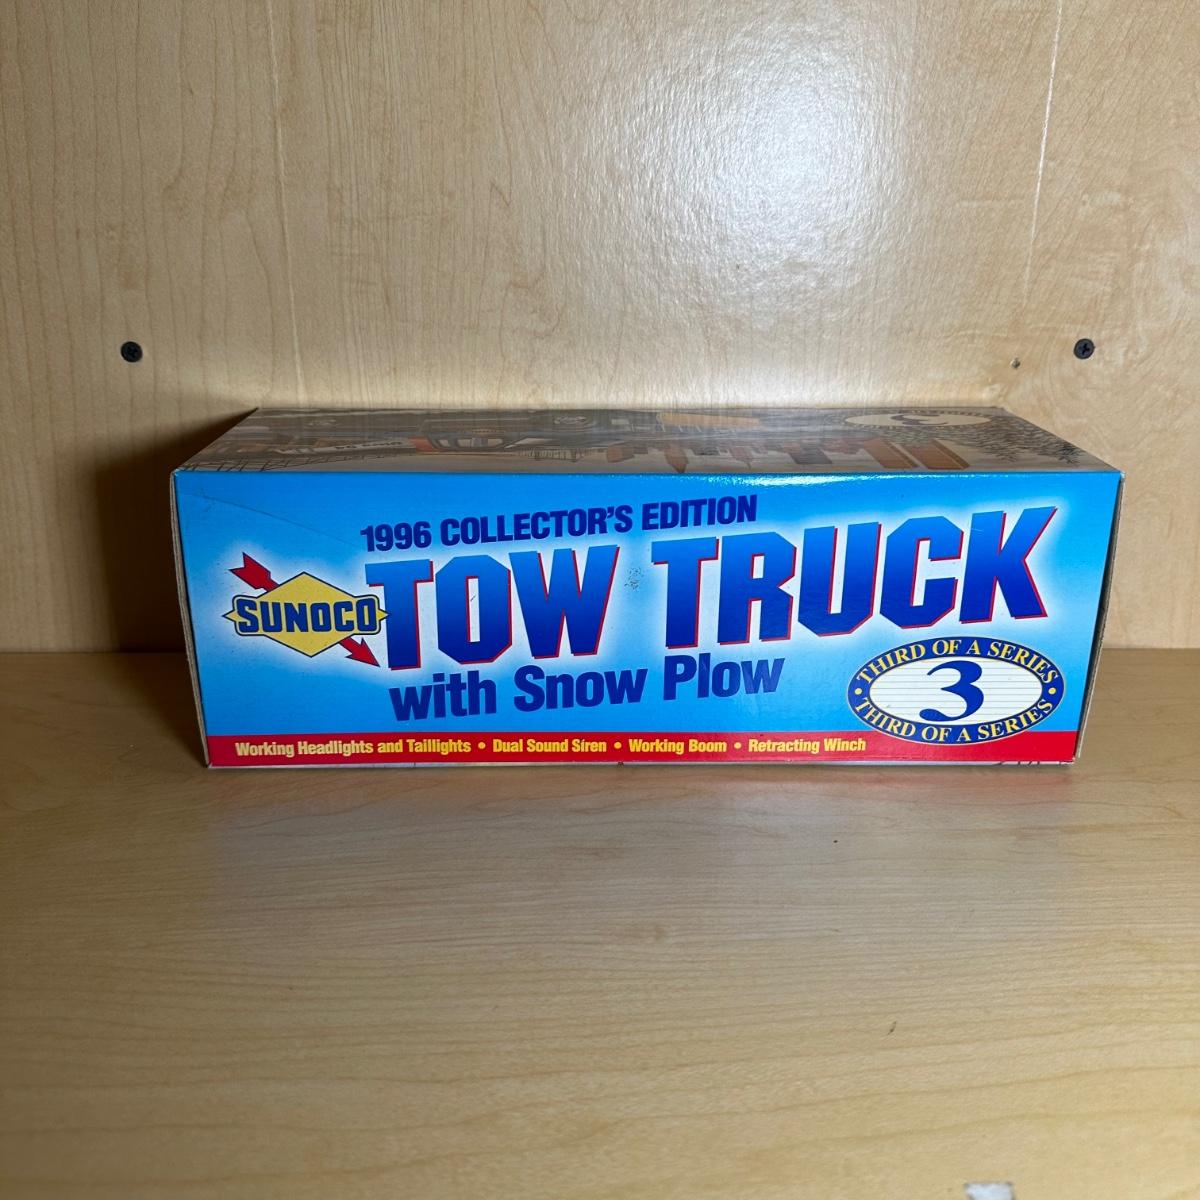 1996 COLLECTOR'S EDITION
SUNOCO
TOW TRUCK
with Snow Plow
THIRD OF A SERIES
3
THIRD OF A SERIES
Working Headlights and Taillights • Dual Sound Siren • Working Boom • Retracting Winch